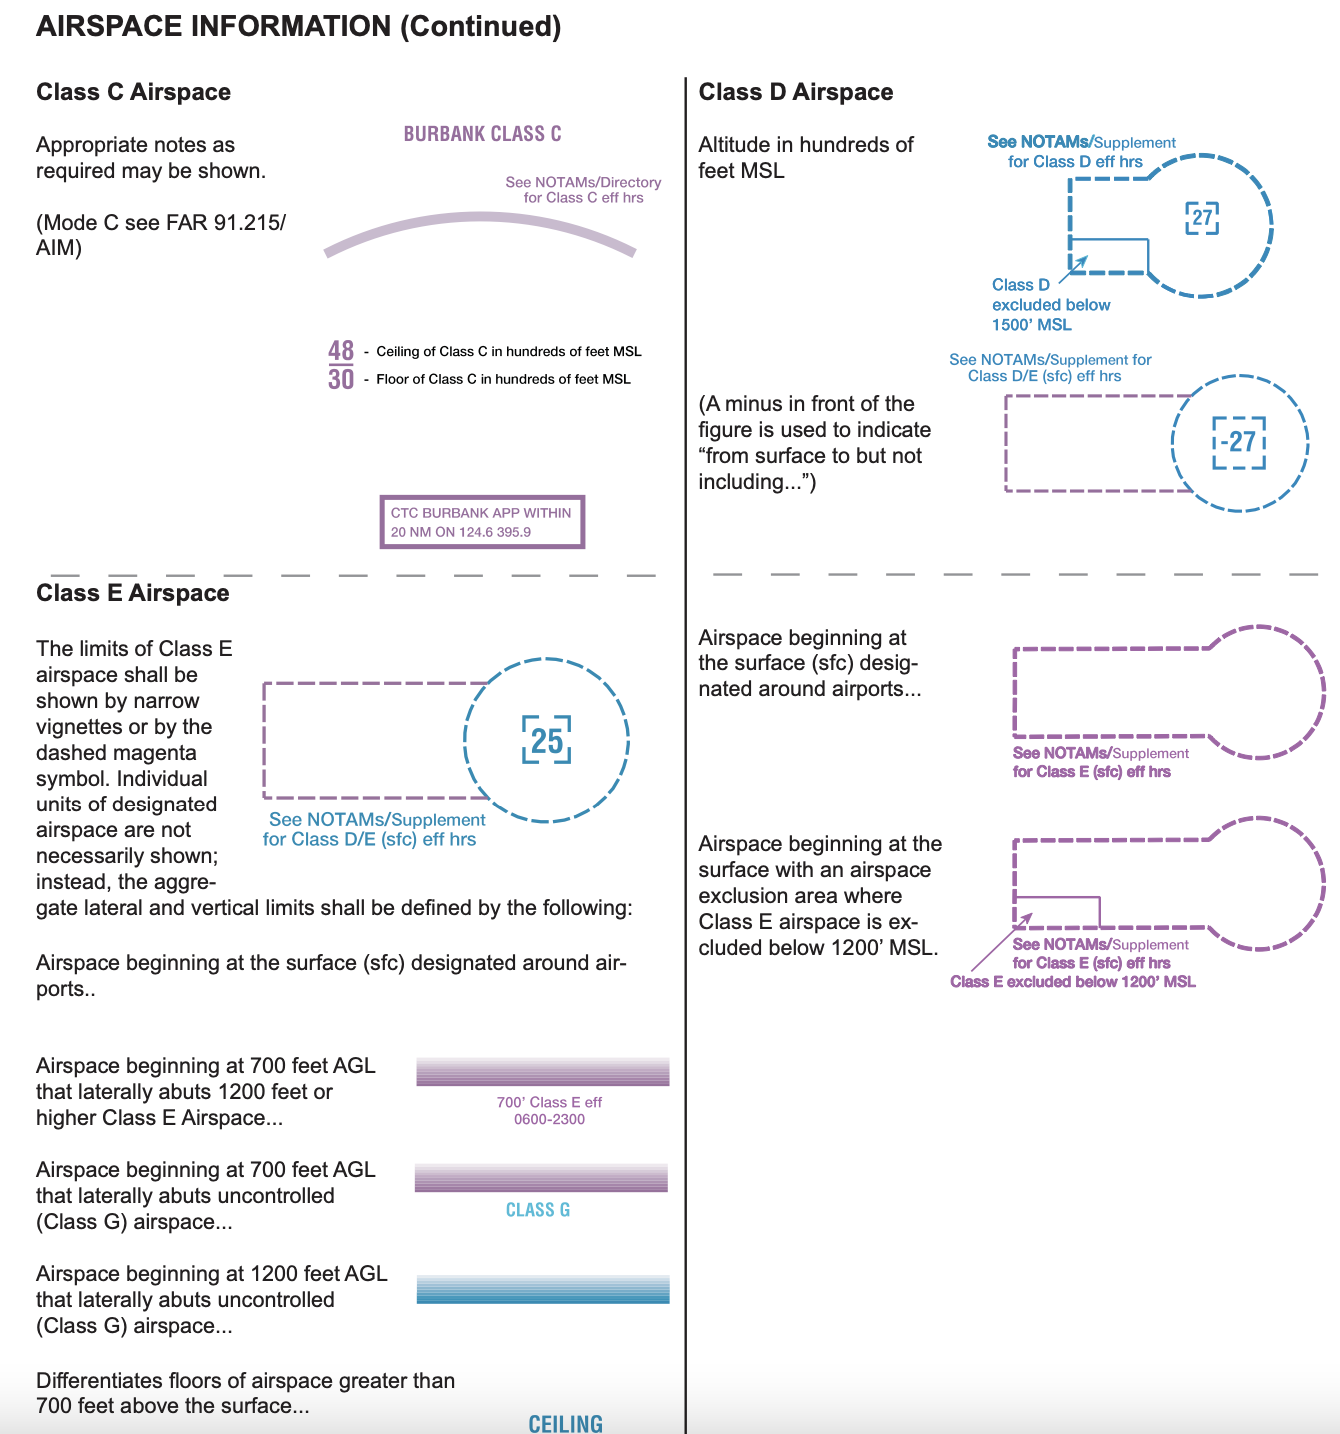 AIRSPACE INFORMATION (Continued)
Class C Airspace
Appropriate notes as
required may be shown.
(Mode C see FAR 91.215/
AIM)
BURBANK CLASS C
See NOTAMs/Directory
for Class C eff hrs
48 - Ceiling of Class C in hundreds of feet MSL
30 - Floor of Class C in hundreds of feet MSL
CTC BURBANK APP WITHIN
20 NM ON 124.6 395.9
Class D Airspace
Altitude in hundreds of
feet MSL
See NOTAMs/Supplement
for Class D eff hrs
27
Class D
excluded below
1500' MSL
See NOTAMs/Supplement for
Class D/E (sfc) eff hrs
(A minus in front of the
figure is used to indicate
“from surface to but not
including...”)
-27
Class E Airspace
The limits of Class E
airspace shall be
shown by narrow
vignettes or by the
dashed magenta
symbol. Individual
units of designated
airspace are not
necessarily shown;
instead, the aggre-
gate lateral and vertical limits shall be defined by the following:
25
See NOTAMs/Supplement
for Class D/E (sfc) eff hrs
Airspace beginning at the surface (sfc) designated around air-
ports..
Airspace beginning at 700 feet AGL
that laterally abuts 1200 feet or
higher Class E Airspace...
700' Class E eff
0600-2300
Airspace beginning at 700 feet AGL
that laterally abuts uncontrolled
(Class G) airspace...
CLASS G
Airspace beginning at 1200 feet AGL
that laterally abuts uncontrolled
(Class G) airspace...
Differentiates floors of airspace greater than
700 feet above the surface...
CEILING
Airspace beginning at
the surface (sfc) desig-
nated around airports...
See NOTAMs/Supplement
for Class E (sfc) eff hrs
Airspace beginning at the
surface with an airspace
exclusion area where
Class E airspace is ex-
cluded below 1200' MSL.
See NOTAMs/Supplement
for Class E (sfc) eff hrs
Class E excluded below 1200' MSL